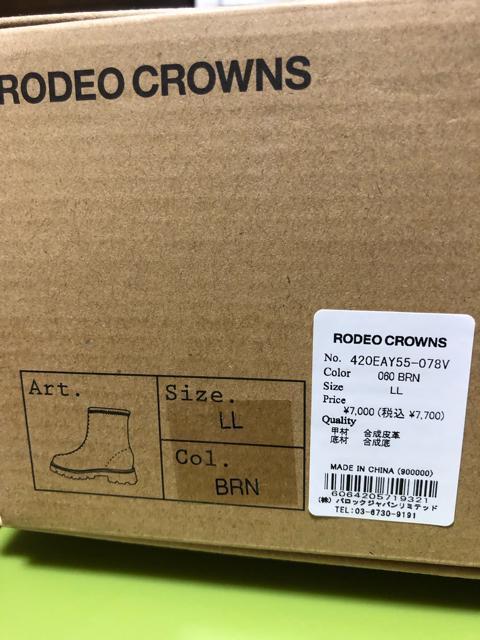 RODEO CROWNS
Art.
Size.
LL
Col.
BRN
RODEO CROWNS
No. 420EAY55-078V
Color 060 BRN
Size LL
Price
¥7,000(税込 ¥7,700)
Quality
甲材 合成皮革
底材 合成底
MADE IN CHINA (900000)
6064205719321
(株) バロックジャパンリミテッド
TEL:03-6730-9191